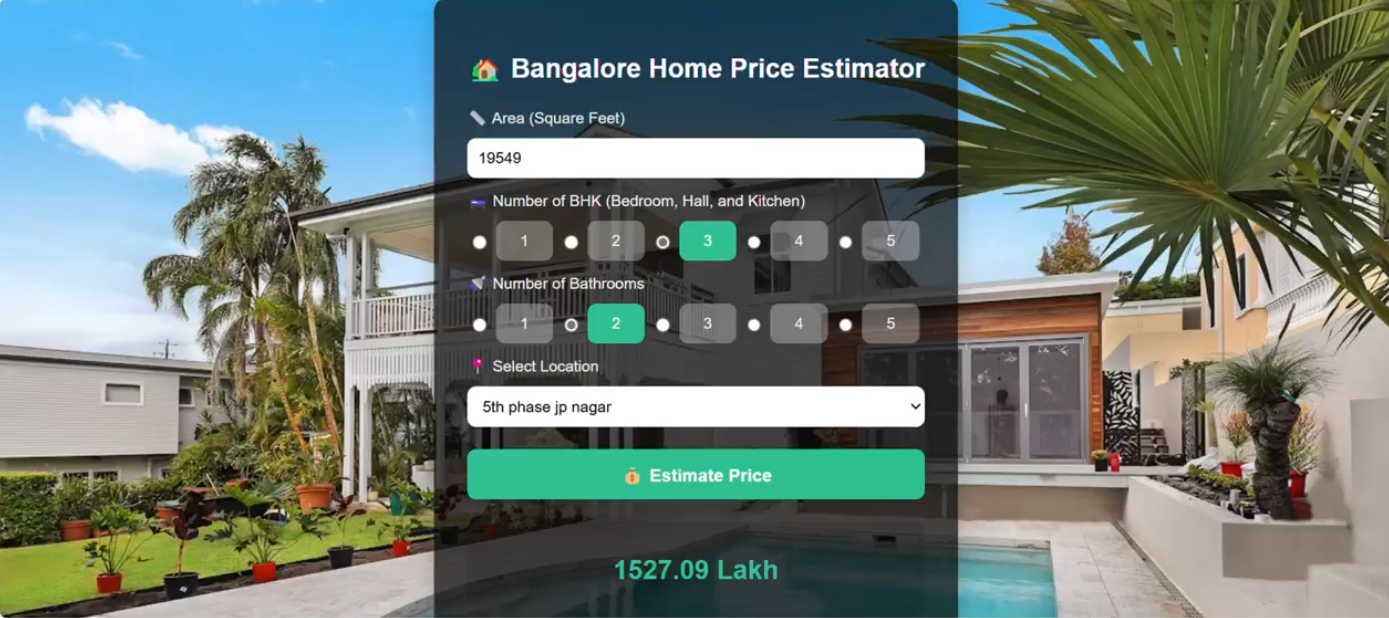 🏡 Bangalore Home Price Estimator
📏 Area (Square Feet)
19549
🛏️ Number of BHK (Bedroom, Hall, and Kitchen)
1 2 3 4 5
🚿 Number of Bathrooms
1 2 3 4 5
📍 Select Location
5th phase jp nagar
💰 Estimate Price
1527.09 Lakh